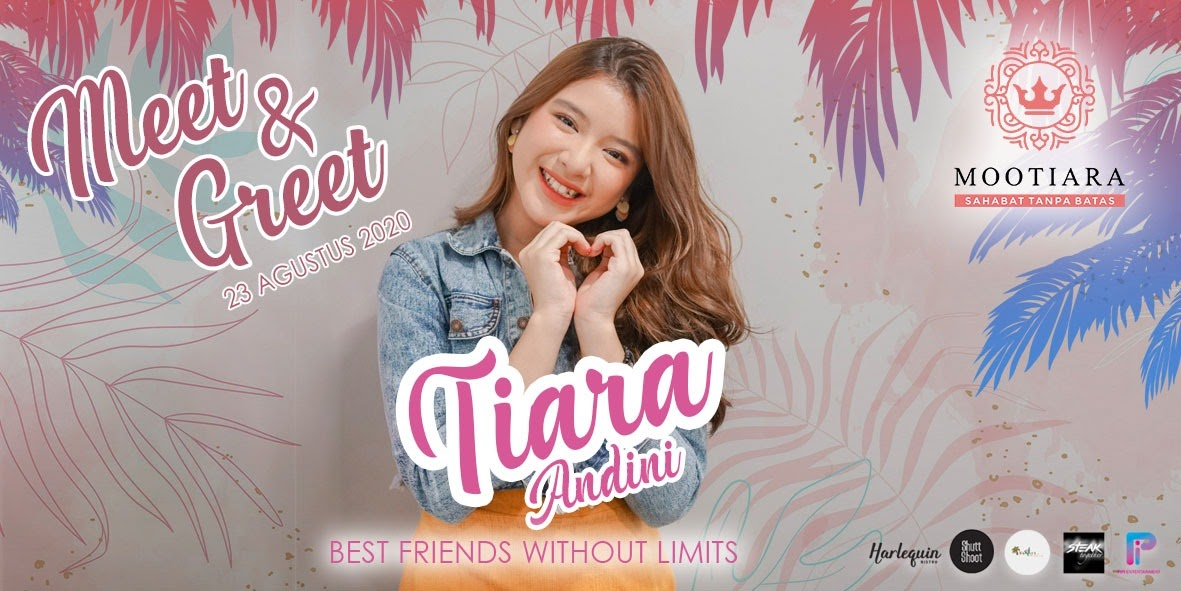 Meet &
Greet
23 AGUSTUS 2020
MOOTIARA
SAHABAT TANPA BATAS
Tiara
Andini
BEST FRIENDS WITHOUT LIMITS
Harlequin
BISTRO
Shutt
Shoot
STEAK